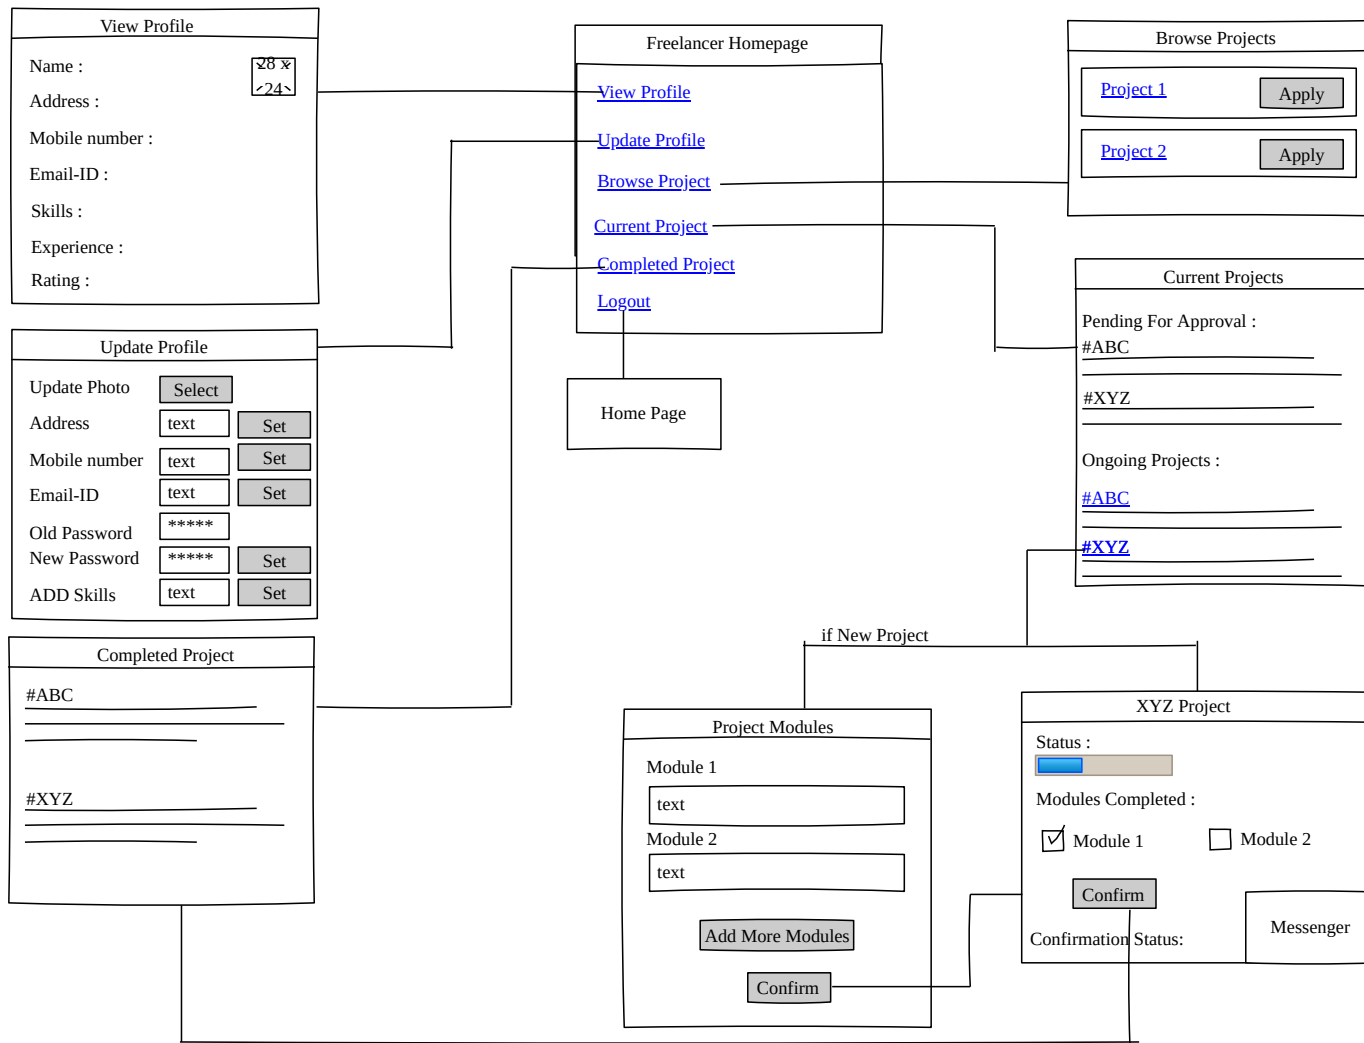 View Profile
Name :
28 x
24
Address :
Mobile number :
Email-ID :
Skills :
Experience :
Rating :
Freelancer Homepage
View Profile
Update Profile
Browse Project
Current Project
Completed Project
Logout
Home Page
Browse Projects
Project 1 Apply
Project 2 Apply
Current Projects
Pending For Approval :
#ABC
#XYZ
Ongoing Projects :
#ABC
#XYZ
Update Profile
Update Photo Select
Address text Set
Mobile number text Set
Email-ID text Set
Old Password *****
New Password ***** Set
ADD Skills text Set
Completed Project
#ABC
#XYZ
if New Project
Project Modules
Module 1
text
Module 2
text
Add More Modules
Confirm
XYZ Project
Status :
Modules Completed :
Module 1 Module 2
Confirm
Confirmation Status:
Messenger